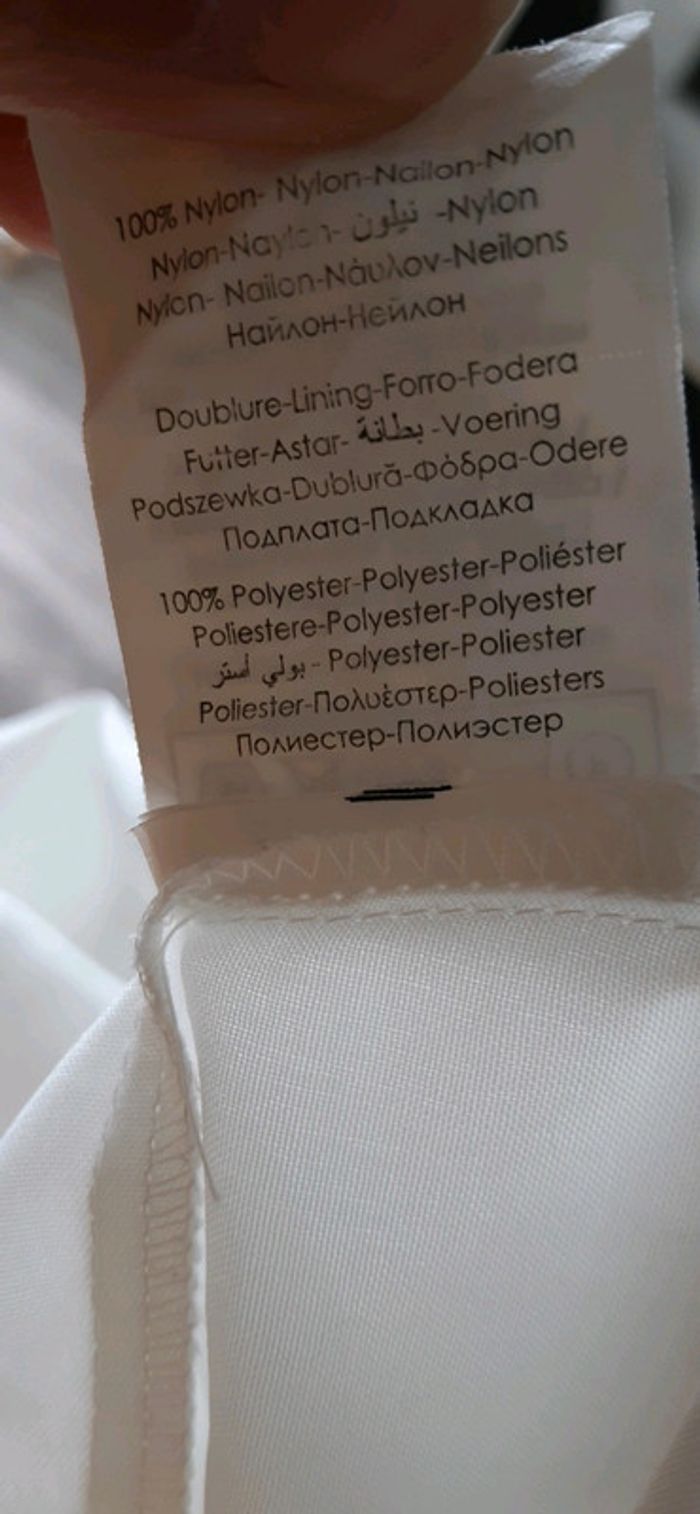 100% Nylon- Nylon-Nailon-Nylon
Nylon-Naylon- نيلون -Nylon
Nylon- Nailon-Νάυλον-Neilons
Найлон-Нейлон
Doublure-Lining-Forro-Fodera
Futter-Astar- بطانة -Voering
Podszewka-Dublură-Φόδρα-Odere
Подплата-Подкладка
100% Polyester-Polyester-Poliéster
Poliestere-Polyester-Polyester
بولي أستر - Polyester-Poliester
Poliester-Πολυέστερ-Poliesters
Полиестер-Полиэстер